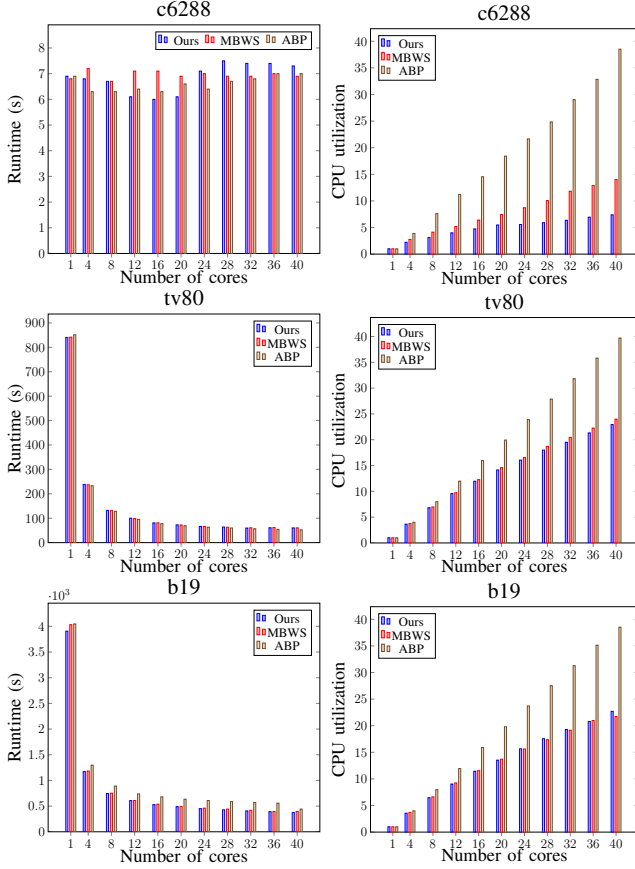 c6288
Runtime (s)
8
7
6
5
4
3
2
1
0
Ours MBWS ABP
1 4 8 12 16 20 24 28 32 36 40
Number of cores
c6288
CPU utilization
40
35
30
25
20
15
10
5
0
Ours
MBWS
ABP
1 4 8 12 16 20 24 28 32 36 40
Number of cores
tv80
Runtime (s)
900
800
700
600
500
400
300
200
100
0
Ours
MBWS
ABP
1 4 8 12 16 20 24 28 32 36 40
Number of cores
tv80
CPU utilization
40
35
30
25
20
15
10
5
0
Ours
MBWS
ABP
1 4 8 12 16 20 24 28 32 36 40
Number of cores
b19
·10³
Runtime (s)
4
3.5
3
2.5
2
1.5
1
0.5
0
Ours
MBWS
ABP
1 4 8 12 16 20 24 28 32 36 40
Number of cores
b19
CPU utilization
40
35
30
25
20
15
10
5
0
Ours
MBWS
ABP
1 4 8 12 16 20 24 28 32 36 40
Number of cores